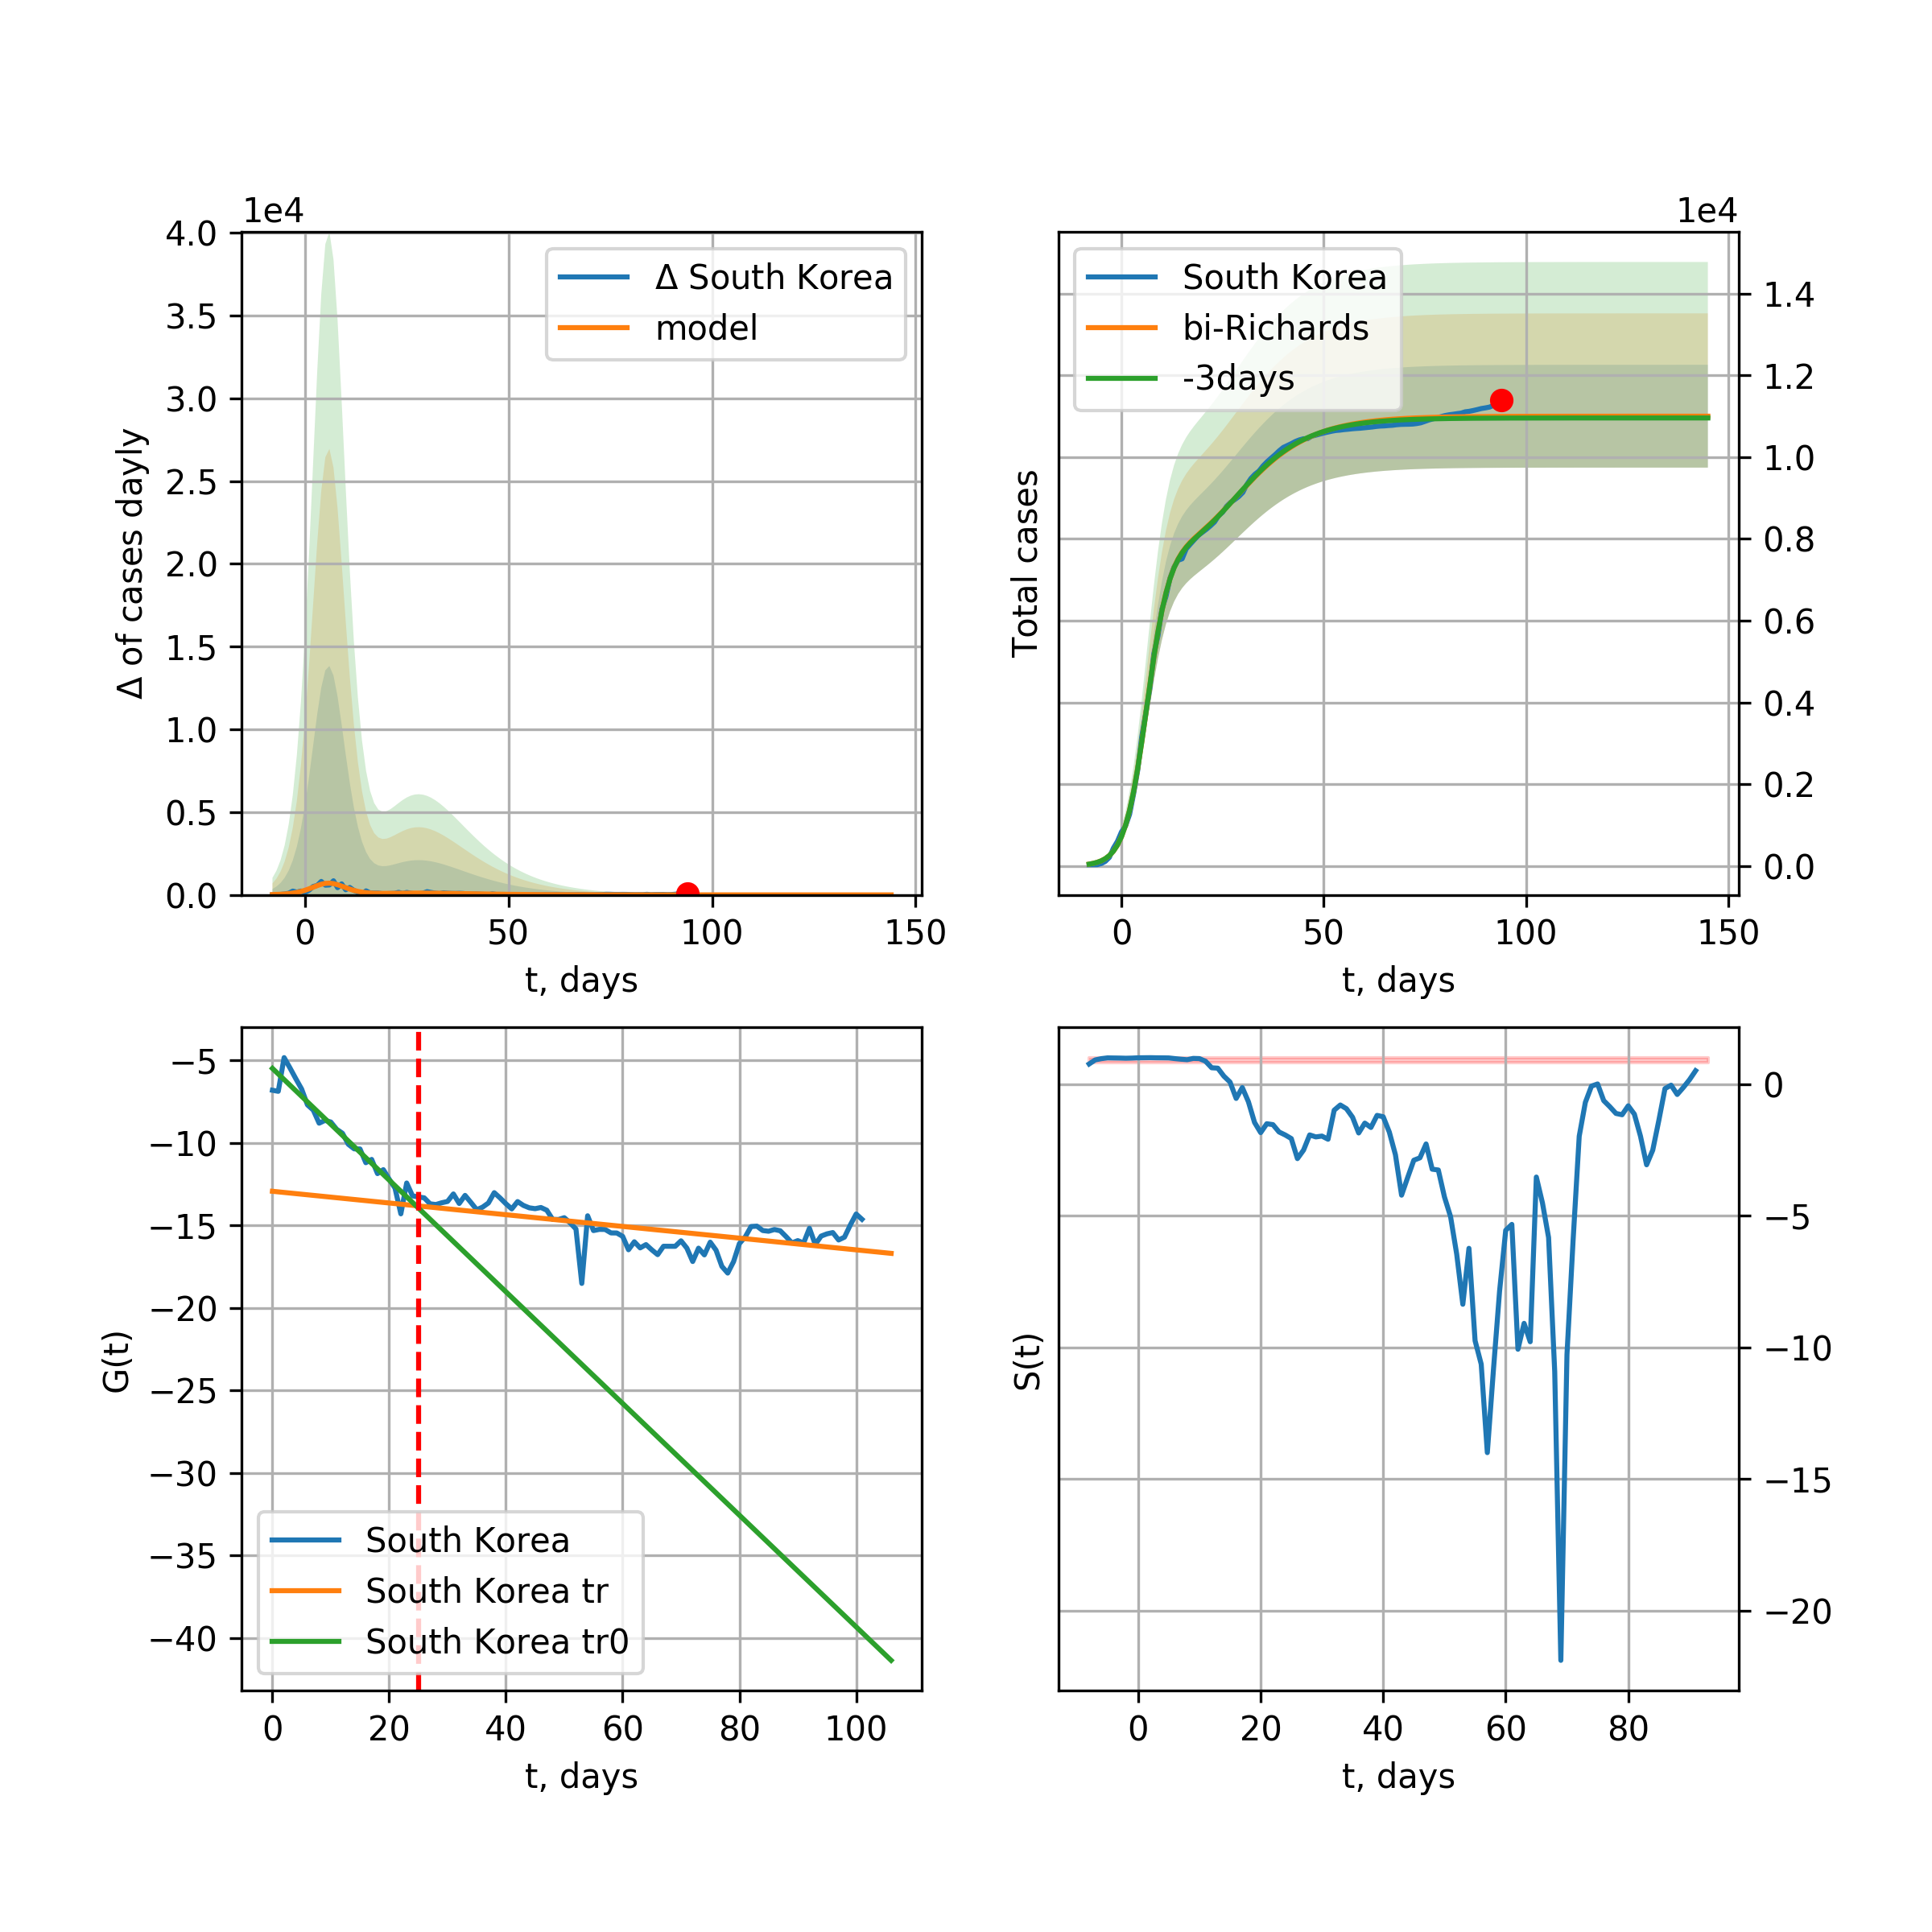 1e4
4.0
3.5
3.0
2.5
2.0
1.5
1.0
0.5
0.0
Δ of cases dayly
Δ South Korea
model
0
50
100
150
t, days
1e4
Total cases
South Korea
bi-Richards
-3days
1.4
1.2
1.0
0.8
0.6
0.4
0.2
0.0
0
50
100
150
t, days
−5
−10
−15
−20
−25
−30
−35
−40
G(t)
South Korea
South Korea tr
South Korea tr0
0
20
40
60
80
100
t, days
S(t)
0
−5
−10
−15
−20
0
20
40
60
80
t, days